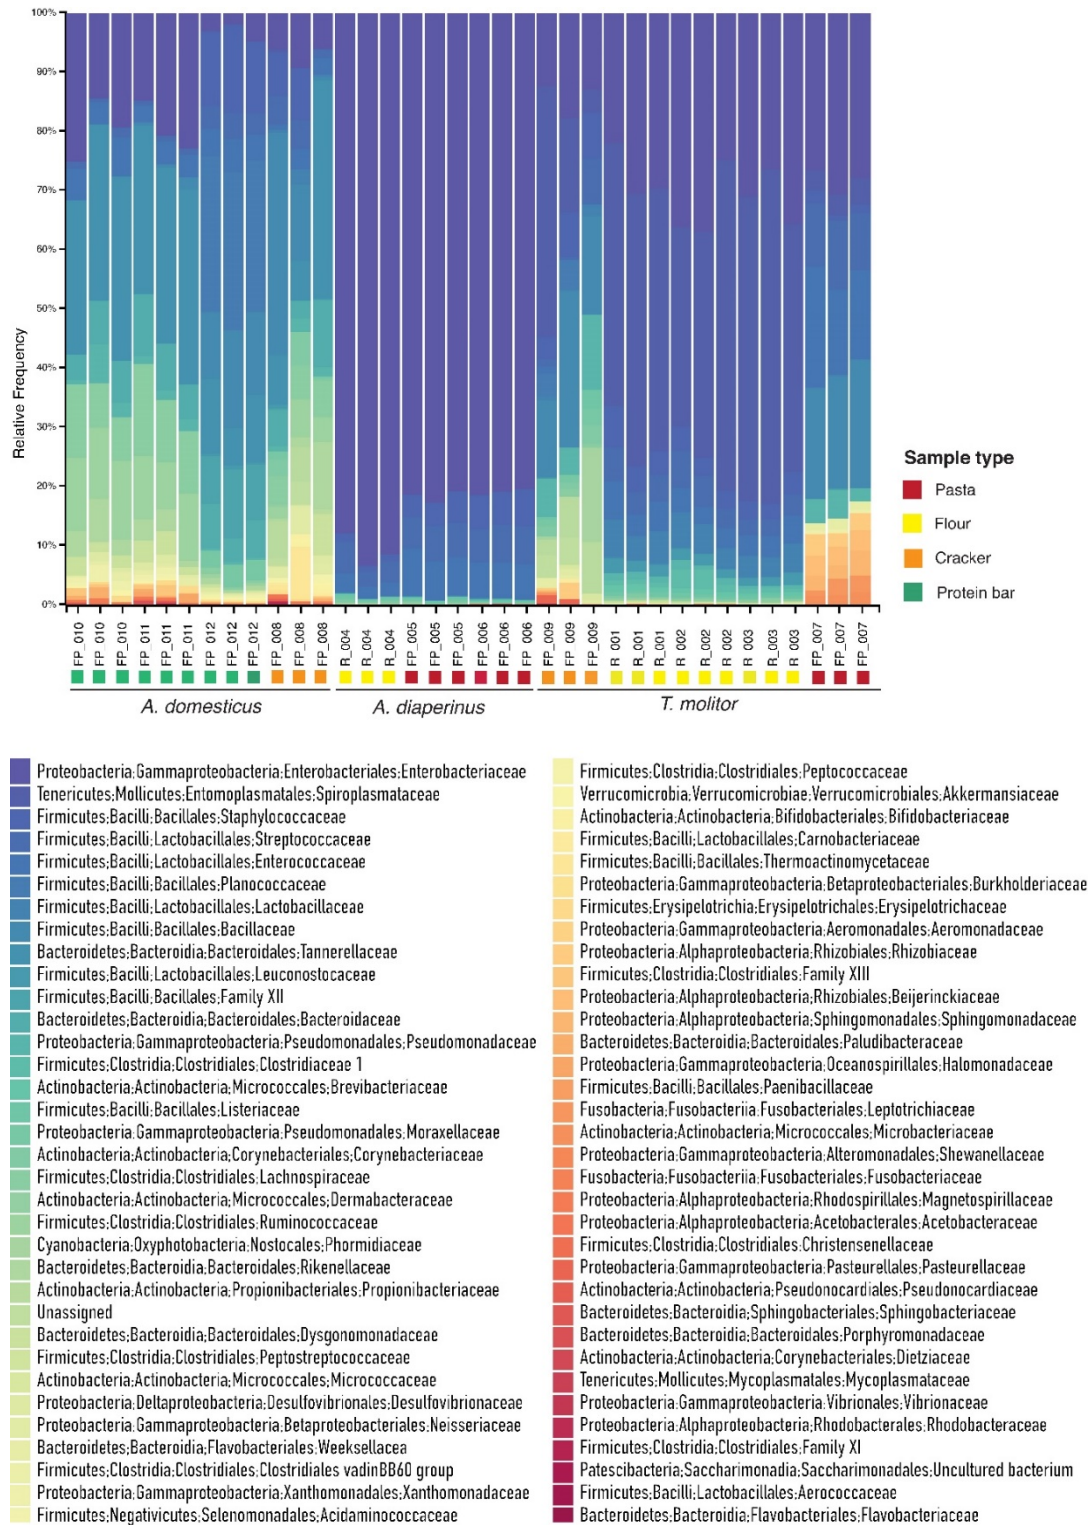 100%
90%
80%
70%
60%
50%
40%
30%
20%
10%
0%
Relative Frequency
FP_010
FP_010
FP_010
FP_011
FP_011
FP_011
FP_012
FP_012
FP_012
FP_008
FP_008
FP_008
R_004
R_004
R_004
FP_005
FP_005
FP_005
FP_006
FP_006
FP_006
FP_009
FP_009
FP_009
R_001
R_001
R_001
R_002
R_002
R_002
R_003
R_003
R_003
FP_007
FP_007
FP_007
A. domesticus
A. diaperinus
T. molitor
Sample type
Pasta
Flour
Cracker
Protein bar
Proteobacteria;Gammaproteobacteria;Enterobacteriales;Enterobacteriaceae
Tenericutes;Mollicutes;Entomoplasmatales;Spiroplasmataceae
Firmicutes;Bacilli;Bacillales;Staphylococcaceae
Firmicutes;Bacilli;Lactobacillales;Streptococcaceae
Firmicutes;Bacilli;Lactobacillales;Enterococcaceae
Firmicutes;Bacilli;Bacillales;Planococcaceae
Firmicutes;Bacilli;Lactobacillales;Lactobacillaceae
Firmicutes;Bacilli;Bacillales;Bacillaceae
Bacteroidetes;Bacteroidia;Bacteroidales;Tannerellaceae
Firmicutes;Bacilli;Lactobacillales;Leuconostocaceae
Firmicutes;Bacilli;Bacillales;Family XII
Bacteroidetes;Bacteroidia;Bacteroidales;Bacteroidaceae
Proteobacteria;Gammaproteobacteria;Pseudomonadales;Pseudomonadaceae
Firmicutes;Clostridia;Clostridiales;Clostridiaceae 1
Actinobacteria;Actinobacteria;Micrococcales;Brevibacteriaceae
Firmicutes;Bacilli;Bacillales;Listeriaceae
Proteobacteria;Gammaproteobacteria;Pseudomonadales;Moraxellaceae
Actinobacteria;Actinobacteria;Corynebacteriales;Corynebacteriaceae
Firmicutes;Clostridia;Clostridiales;Lachnospiraceae
Actinobacteria;Actinobacteria;Micrococcales;Dermabacteraceae
Firmicutes;Clostridia;Clostridiales;Ruminococcaceae
Cyanobacteria;Oxyphotobacteria;Nostocales;Phormidiaceae
Bacteroidetes;Bacteroidia;Bacteroidales;Rikenellaceae
Actinobacteria;Actinobacteria;Propionibacteriales;Propionibacteriaceae
Unassigned
Bacteroidetes;Bacteroidia;Bacteroidales;Dysgonomonadaceae
Firmicutes;Clostridia;Clostridiales;Peptostreptococcaceae
Actinobacteria;Actinobacteria;Micrococcales;Micrococcaceae
Proteobacteria;Deltaproteobacteria;Desulfovibrionales;Desulfovibrionaceae
Proteobacteria;Gammaproteobacteria;Betaproteobacteriales;Neisseriaceae
Bacteroidetes;Bacteroidia;Flavobacteriales;Weeksellacea
Firmicutes;Clostridia;Clostridiales;Clostridiales vadinBB60 group
Proteobacteria;Gammaproteobacteria;Xanthomonadales;Xanthomonadaceae
Firmicutes;Negativicutes;Selenomonadales;Acidaminococcaceae
Firmicutes;Clostridia;Clostridiales;Peptococcaceae
Verrucomicrobia;Verrucomicrobiae;Verrucomicrobiales;Akkermansiaceae
Actinobacteria;Actinobacteria;Bifidobacteriales;Bifidobacteriaceae
Firmicutes;Bacilli;Lactobacillales;Carnobacteriaceae
Firmicutes;Bacilli;Bacillales;Thermoactinomycetaceae
Proteobacteria;Gammaproteobacteria;Betaproteobacteriales;Burkholderiaceae
Firmicutes;Erysipelotrichia;Erysipelotrichales;Erysipelotrichaceae
Proteobacteria;Gammaproteobacteria;Aeromonadales;Aeromonadaceae
Proteobacteria;Alphaproteobacteria;Rhizobiales;Rhizobiaceae
Firmicutes;Clostridia;Clostridiales;Family XIII
Proteobacteria;Alphaproteobacteria;Rhizobiales;Beijerinckiaceae
Proteobacteria;Alphaproteobacteria;Sphingomonadales;Sphingomonadaceae
Bacteroidetes;Bacteroidia;Bacteroidales;Paludibacteraceae
Proteobacteria;Gammaproteobacteria;Oceanospirillales;Halomonadaceae
Firmicutes;Bacilli;Bacillales;Paenibacillaceae
Fusobacteria;Fusobacteriia;Fusobacteriales;Leptotrichiaceae
Actinobacteria;Actinobacteria;Micrococcales;Microbacteriaceae
Proteobacteria;Gammaproteobacteria;Alteromonadales;Shewanellaceae
Fusobacteria;Fusobacteriia;Fusobacteriales;Fusobacteriaceae
Proteobacteria;Alphaproteobacteria;Rhodospirillales;Magnetospirillaceae
Proteobacteria;Alphaproteobacteria;Acetobacterales;Acetobacteraceae
Firmicutes;Clostridia;Clostridiales;Christensenellaceae
Proteobacteria;Gammaproteobacteria;Pasteurellales;Pasteurellaceae
Actinobacteria;Actinobacteria;Pseudonocardiales;Pseudonocardiaceae
Bacteroidetes;Bacteroidia;Sphingobacteriales;Sphingobacteriaceae
Bacteroidetes;Bacteroidia;Bacteroidales;Porphyromonadaceae
Actinobacteria;Actinobacteria;Corynebacteriales;Dietziaceae
Tenericutes;Mollicutes;Mycoplasmatales;Mycoplasmataceae
Proteobacteria;Gammaproteobacteria;Vibrionales;Vibrionaceae
Proteobacteria;Alphaproteobacteria;Rhodobacterales;Rhodobacteraceae
Firmicutes;Clostridia;Clostridiales;Family XI
Patescibacteria;Saccharimonadia;Saccharimonadales;Uncultured bacterium
Firmicutes;Bacilli;Lactobacillales;Aerococcaceae
Bacteroidetes;Bacteroidia;Flavobacteriales;Flavobacteriaceae